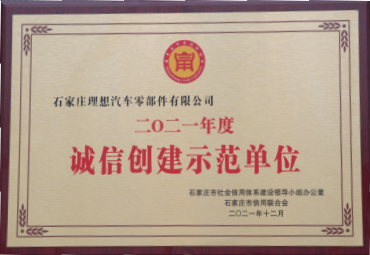 石家庄理想汽车零部件有限公司
二〇二一年度
诚信创建示范单位
石家庄市社会信用体系建设领导小组办公室
石家庄市信用联合会
二〇二一年十二月